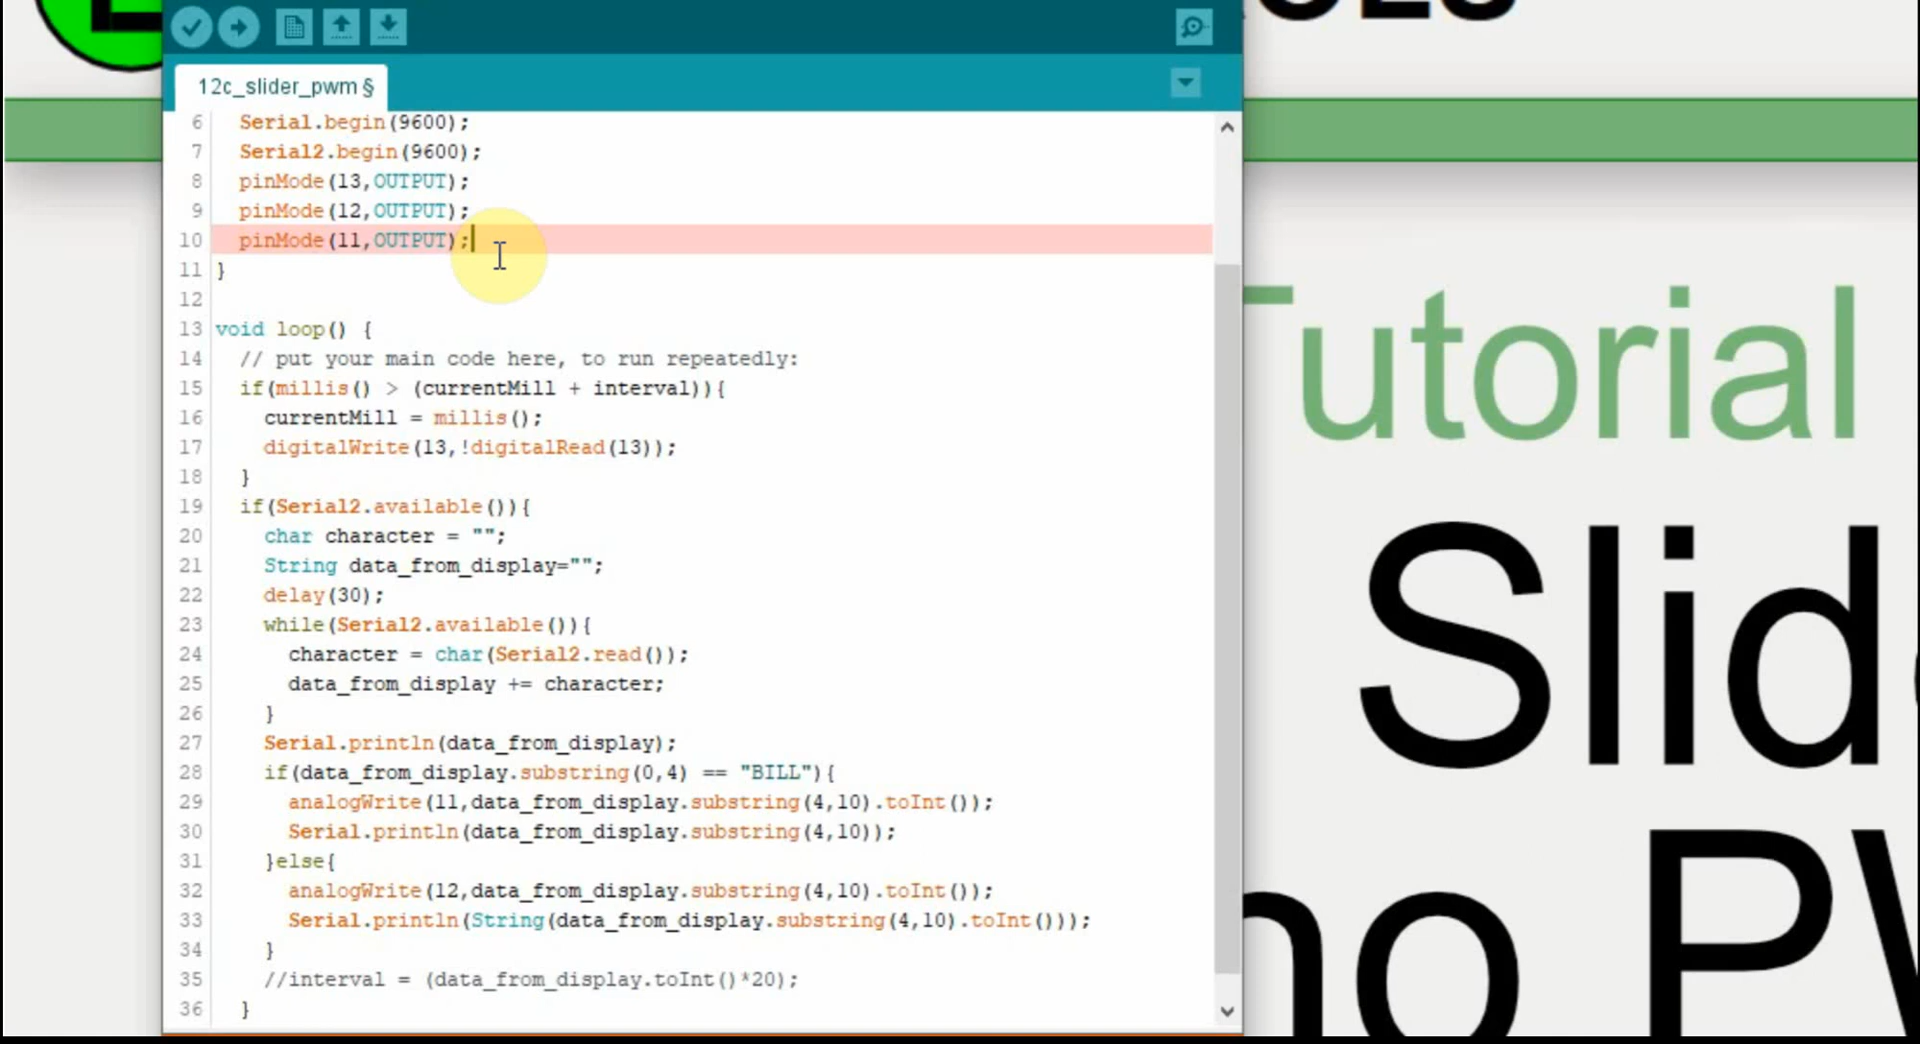 12c_slider_pwm §
6 Serial.begin(9600);
7 Serial2.begin(9600);
8 pinMode(13,OUTPUT);
9 pinMode(12,OUTPUT);
10 pinMode(11,OUTPUT);
11 }
12
13 void loop() {
14 // put your main code here, to run repeatedly:
15 if(millis() > (currentMill + interval)){
16 currentMill = millis();
17 digitalWrite(13,!digitalRead(13));
18 }
19 if(Serial2.available()){
20 char character = "";
21 String data_from_display="";
22 delay(30);
23 while(Serial2.available()){
24 character = char(Serial2.read());
25 data_from_display += character;
26 }
27 Serial.println(data_from_display);
28 if(data_from_display.substring(0,4) == "BILL"){
29 analogWrite(11,data_from_display.substring(4,10).toInt());
30 Serial.println(data_from_display.substring(4,10));
31 }else{
32 analogWrite(12,data_from_display.substring(4,10).toInt());
33 Serial.println(String(data_from_display.substring(4,10).toInt()));
34 }
35 //interval = (data_from_display.toInt()*20);
36 }
Tutorial
Slid
no PW